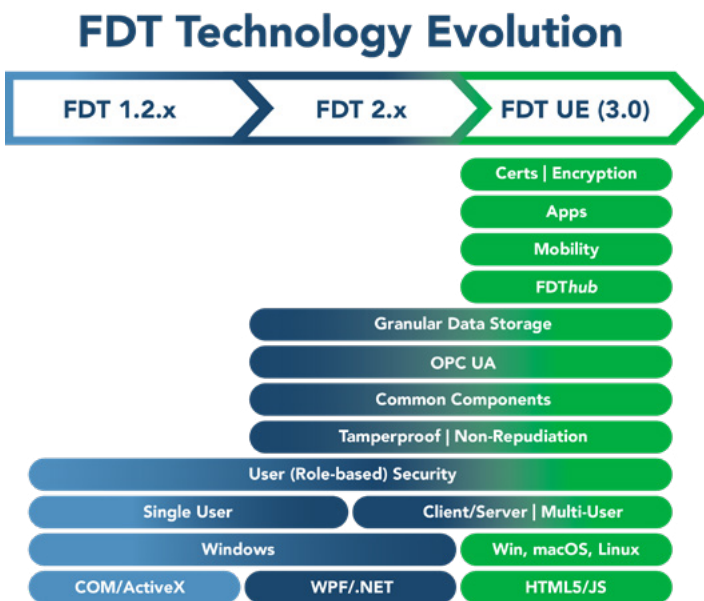 FDT Technology Evolution
FDT 1.2.x FDT 2.x FDT UE (3.0)
Certs | Encryption
Apps
Mobility
FDThub
Granular Data Storage
OPC UA
Common Components
Tamperproof | Non-Repudiation
User (Role-based) Security
Single User Client/Server | Multi-User
Windows Win, macOS, Linux
COM/ActiveX WPF/.NET HTML5/JS